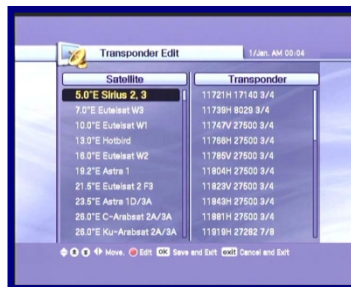 Transponder Edit
1/Jan. AM 00:04
Satellite
Transponder
5.0°E Sirius 2, 3
11721H 17140 3/4
7.0°E Eutelsat W3
11739H 8029 3/4
10.0°E Eutelsat W1
11747V 27500 3/4
13.0°E Hotbird
11766H 27500 3/4
16.0°E Eutelsat W2
11785V 27500 3/4
19.2°E Astra 1
11804H 27500 3/4
21.5°E Eutelsat 2 F3
11823V 27500 3/4
23.5°E Astra 1D/3A
11843H 27500 3/4
26.0°E C-Arabsat 2A/3A
11881H 27500 3/4
26.0°E Ku-Arabsat 2A/3A
11919H 27282 7/8
Move. Edit OK Save and Exit exit Cancel and Exit